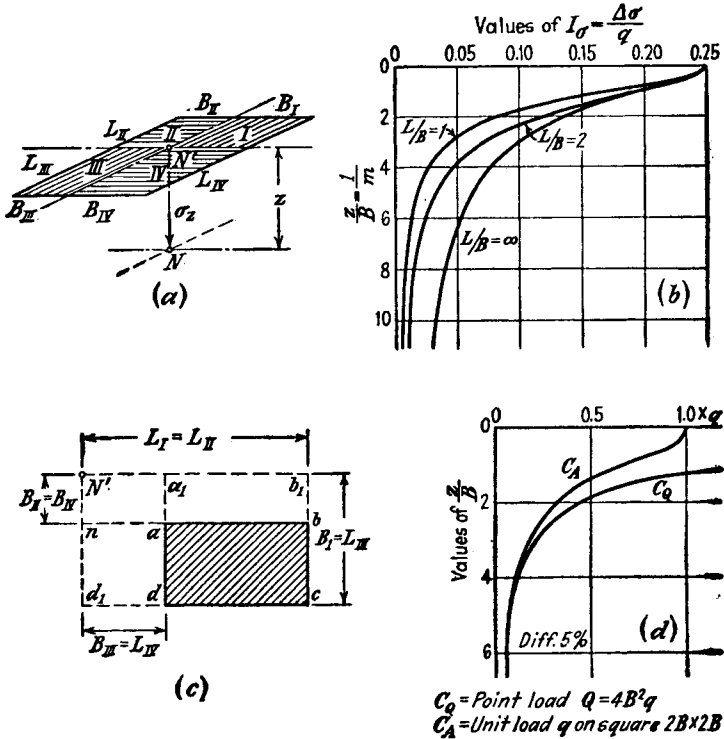 B_II B_I
L_II II I
L_III III N' IV L_IV
B_III B_IV σ_z z
N
(a)
Values of I_σ = Δσ/q
0 0.05 0.10 0.15 0.20 0.25
0
2
4
6
8
10
z/B = 1/m
L/B = 1
L/B = 2
L/B = ∞
(b)
L_I = L_II
N' a₁ b₁
B_II = B_IV
n a b
B_I = L_III
d₁ d c
B_III = L_IV
(c)
0 0.5 1.0 × q
2
4
6
Values of z/B
C_A
C_Q
Diff. 5%
(d)
C_Q = Point load Q = 4B²q
C_A = Unit load q on square 2B × 2B